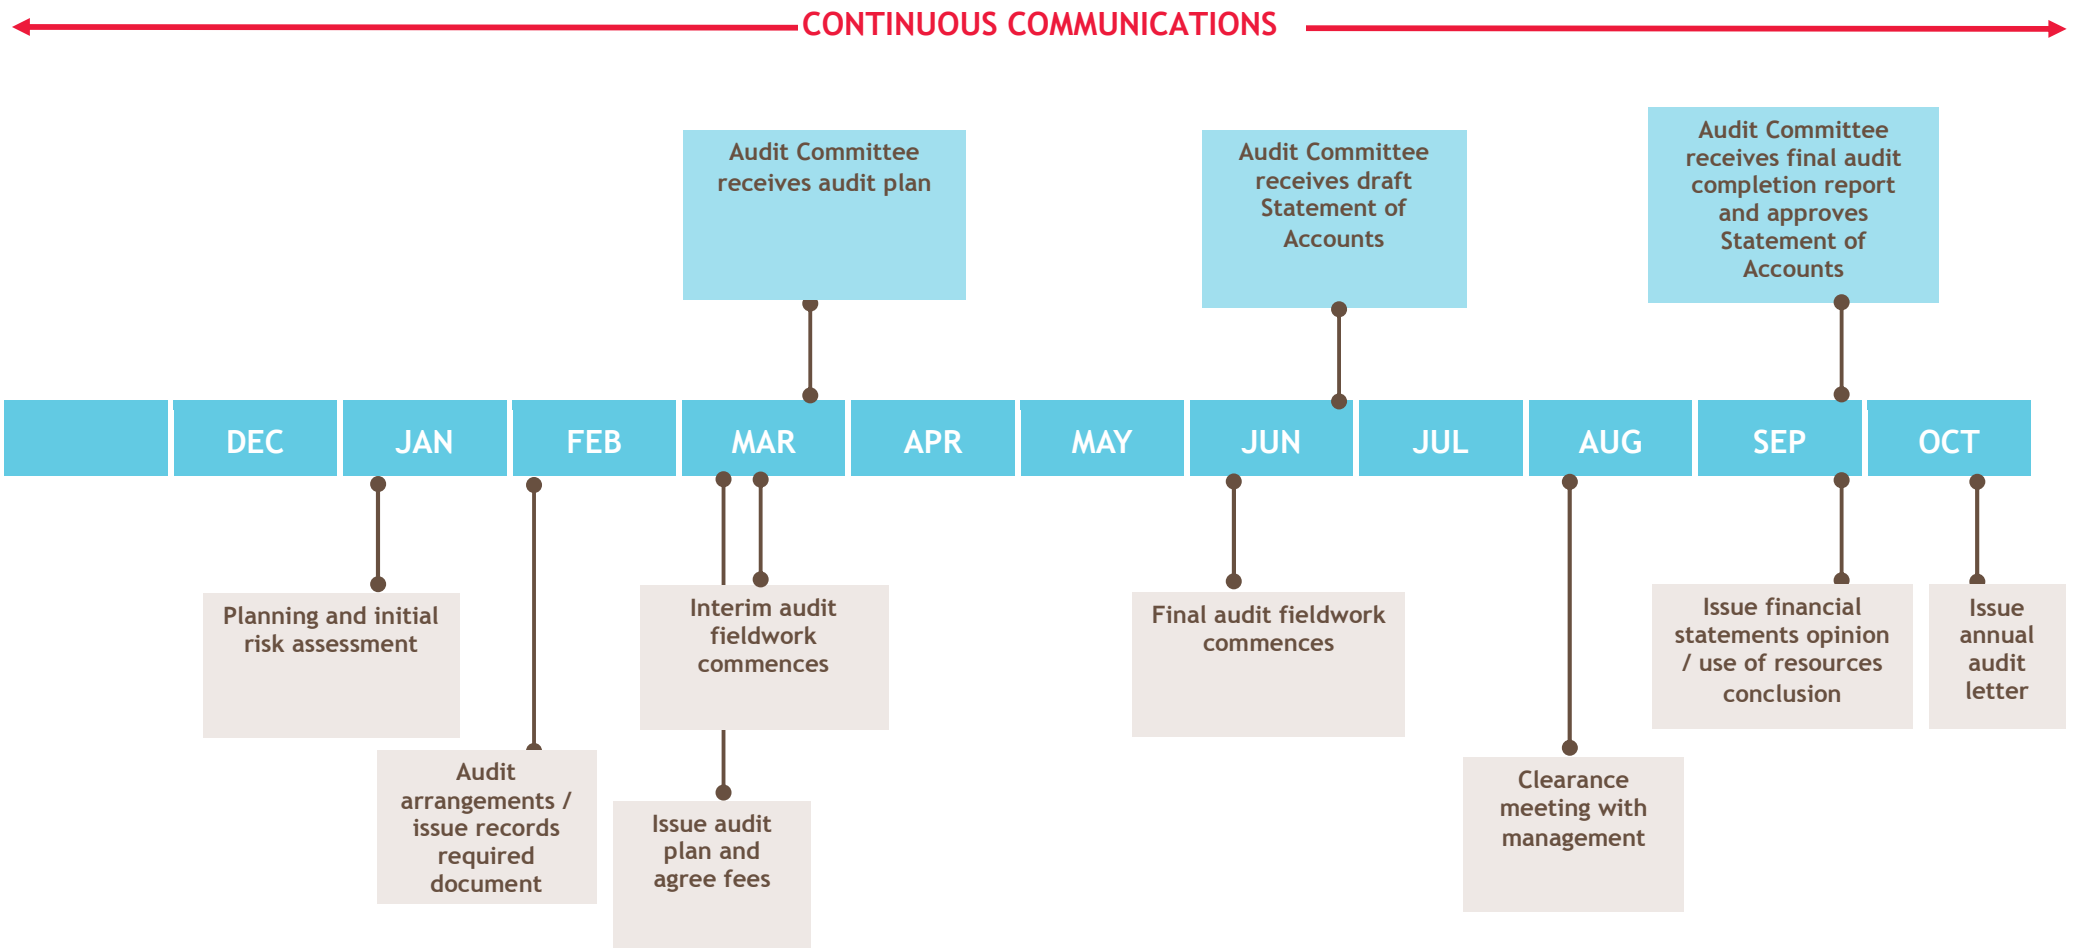 CONTINUOUS COMMUNICATIONS
Audit Committee
receives audit plan
Audit Committee
receives draft
Statement of
Accounts
Audit Committee
receives final audit
completion report
and approves
Statement of
Accounts
DEC
JAN
FEB
MAR
APR
MAY
JUN
JUL
AUG
SEP
OCT
Planning and initial
risk assessment
Audit
arrangements /
issue records
required
document
Interim audit
fieldwork
commences
Issue audit
plan and
agree fees
Final audit fieldwork
commences
Clearance
meeting with
management
Issue financial
statements opinion
/ use of resources
conclusion
Issue
annual
audit
letter